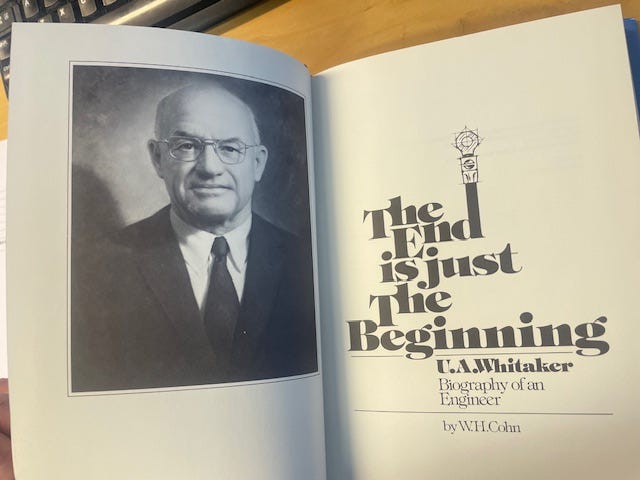 The
End
is just
The
Beginning
U.A.Whitaker
Biography of an
Engineer
by W.H.Cohn